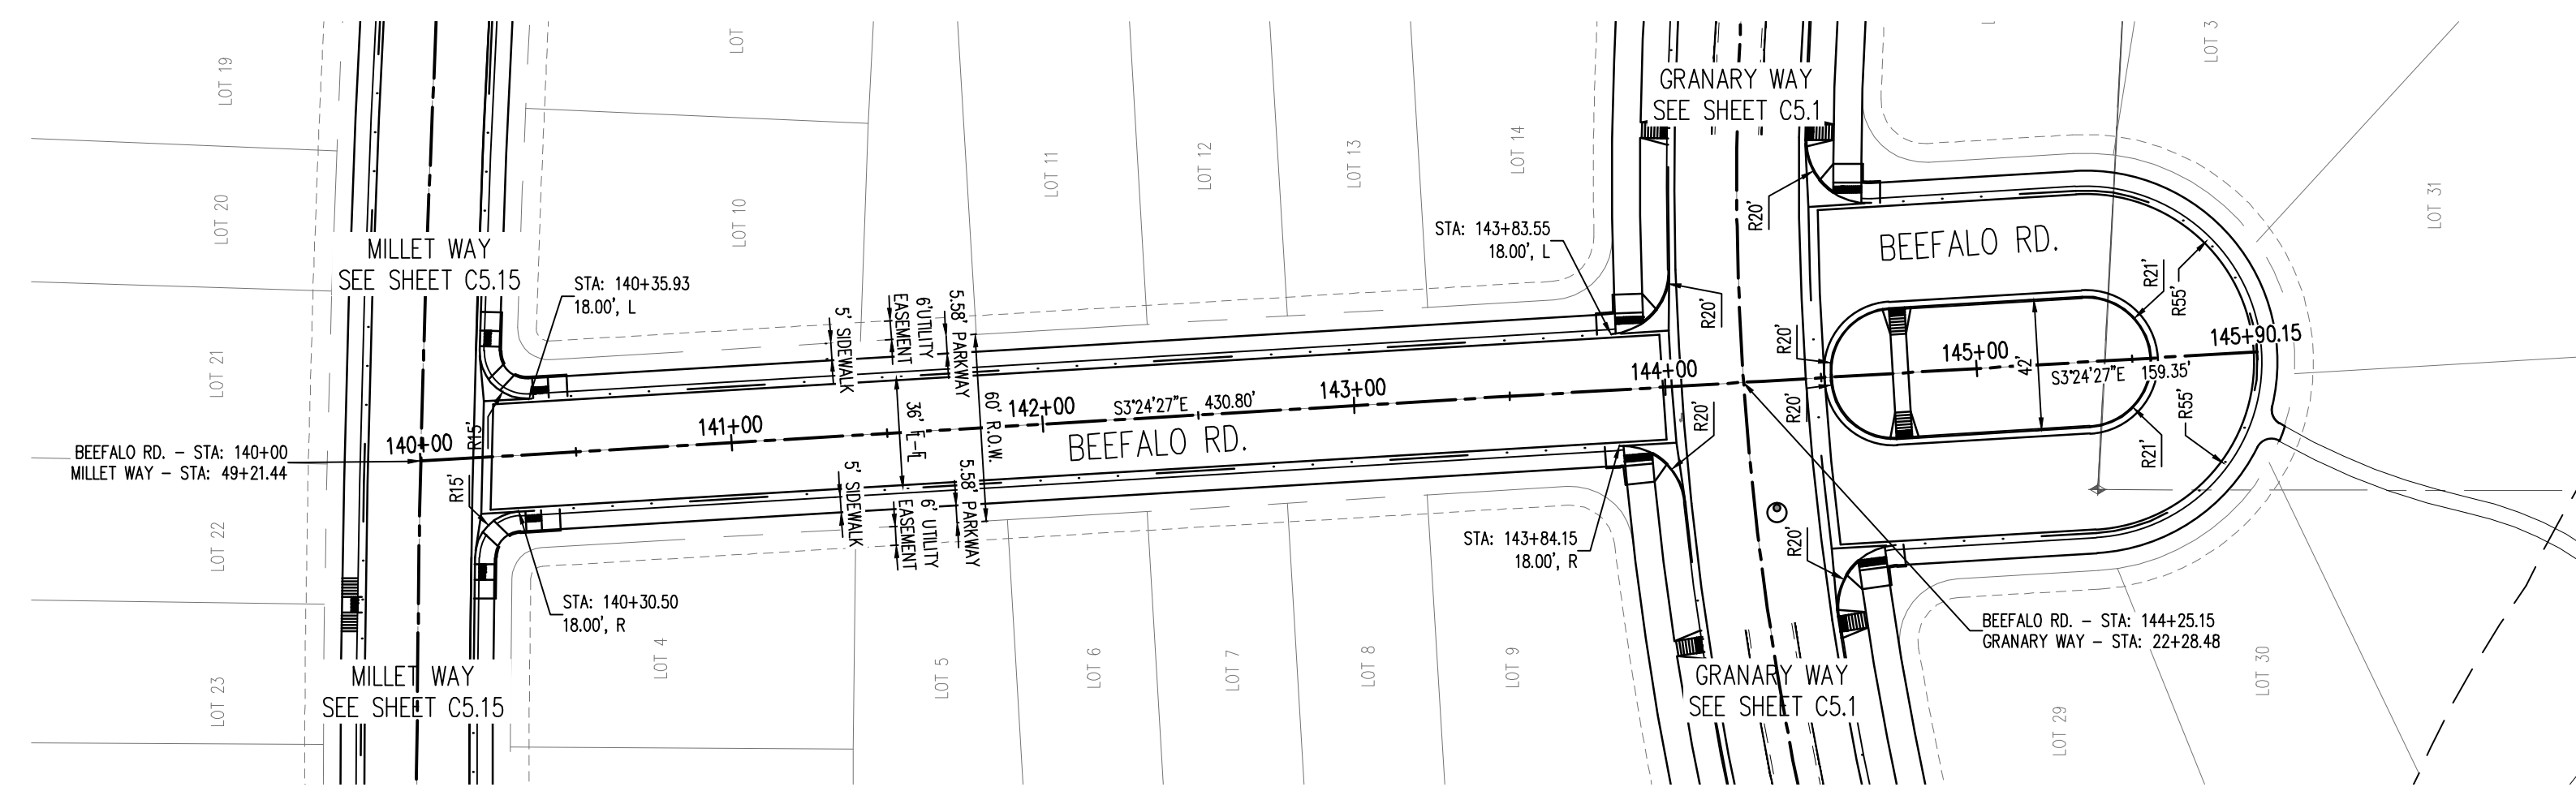 LOT 19
LOT 20
LOT 21
LOT 22
LOT 23
MILLET WAY
SEE SHEET C5.15
BEEFALO RD. – STA: 140+00
MILLET WAY – STA: 49+21.44
MILLET WAY
SEE SHEET C5.15
140+00
R15'
R15'
STA: 140+35.93
18.00', L
STA: 140+30.50
18.00', R
LOT
LOT 10
LOT 11
LOT 12
LOT 13
LOT 14
LOT 4
LOT 5
LOT 6
LOT 7
LOT 8
LOT 9
141+00
5' SIDEWALK
6'UTILITY
EASEMENT
5.58' PARKWAY
36' F-F
60' R.O.W.
5' SIDEWALK
6' UTILITY
EASEMENT
5.58' PARKWAY
142+00
S3°24'27"E 430.80'
BEEFALO RD.
143+00
144+00
STA: 143+83.55
18.00', L
STA: 143+84.15
18.00', R
GRANARY WAY
SEE SHEET C5.1
R20'
R20'
R20'
R20'
R20'
R20'
GRANARY WAY
SEE SHEET C5.1
BEEFALO RD.
145+00
42'
S3°24'27"E 159.35'
145+90.15
R21'
R55'
R55'
R21'
BEEFALO RD. – STA: 144+25.15
GRANARY WAY – STA: 22+28.48
LOT 3
LOT 31
LOT 30
LOT 29